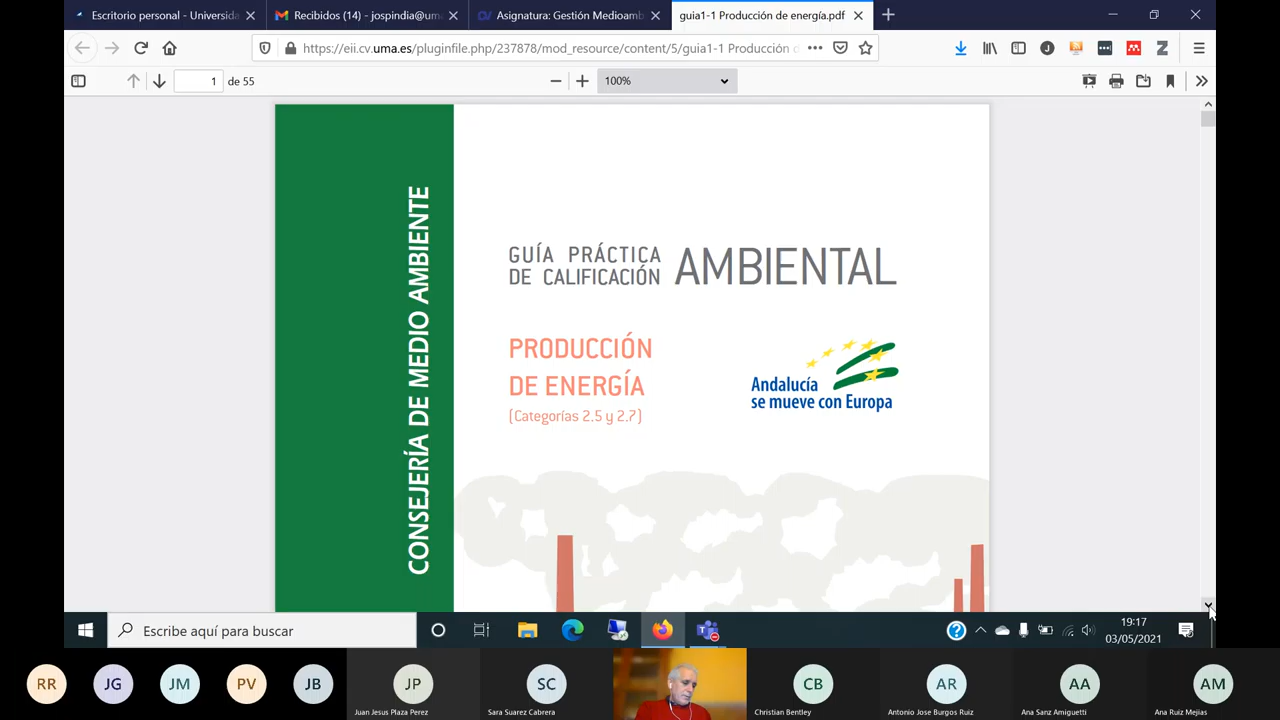 Escritorio personal - Universida
Recibidos (14) - jospindia@uma
Asignatura: Gestión Medioamb
guia1-1 Producción de energía.pdf
https://eii.cv.uma.es/pluginfile.php/237878/mod_resource/content/5/guia1-1 Producción
1 de 55
100%
CONSEJERÍA DE MEDIO AMBIENTE
GUÍA PRÁCTICA
DE CALIFICACIÓN
AMBIENTAL
PRODUCCIÓN
DE ENERGÍA
(Categorías 2.5 y 2.7)
Andalucía
se mueve con Europa
Escribe aquí para buscar
19:17
03/05/2021
RR
JG
JM
PV
JB
JP
SC
CB
AR
AA
AM
Juan Jesus Plaza Perez
Sara Suarez Cabrera
Christian Bentley
Antonio Jose Burgos Ruiz
Ana Sanz Amiguetti
Ana Ruiz Mejias